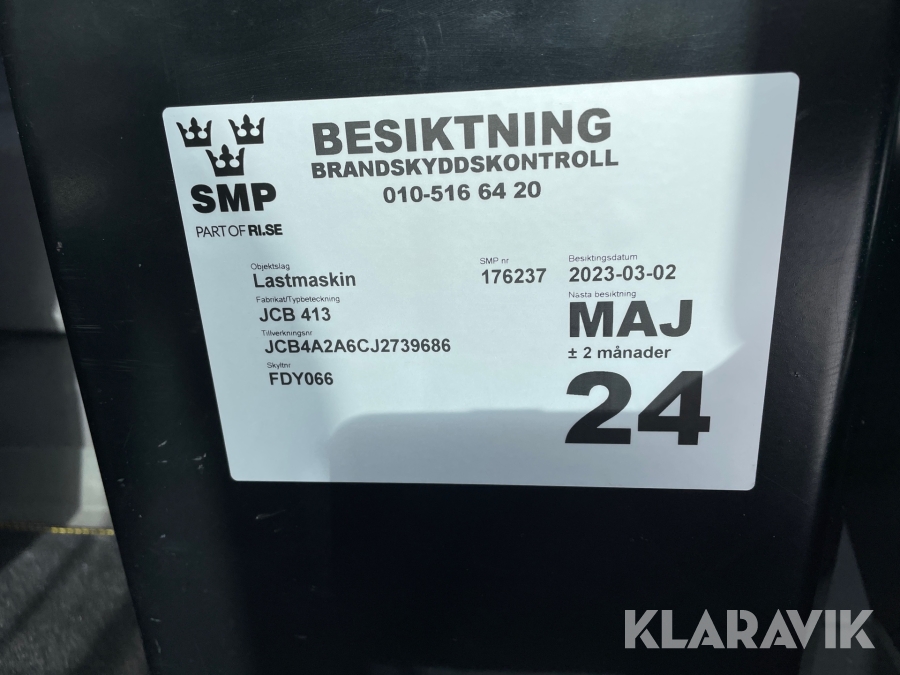 BESIKTNING
BRANDSKYDDSKONTROLL
010-516 64 20
SMP
PART OF RI.SE
Objektslag
Lastmaskin
SMP nr
176237
Besiktingsdatum
2023-03-02
Fabrikat/Typbeteckning
JCB 413
Nästa besiktning
MAJ
± 2 månader
24
Tillverkningsnr
JCB4A2A6CJ2739686
Skyltnr
FDY066
KLARAVIK